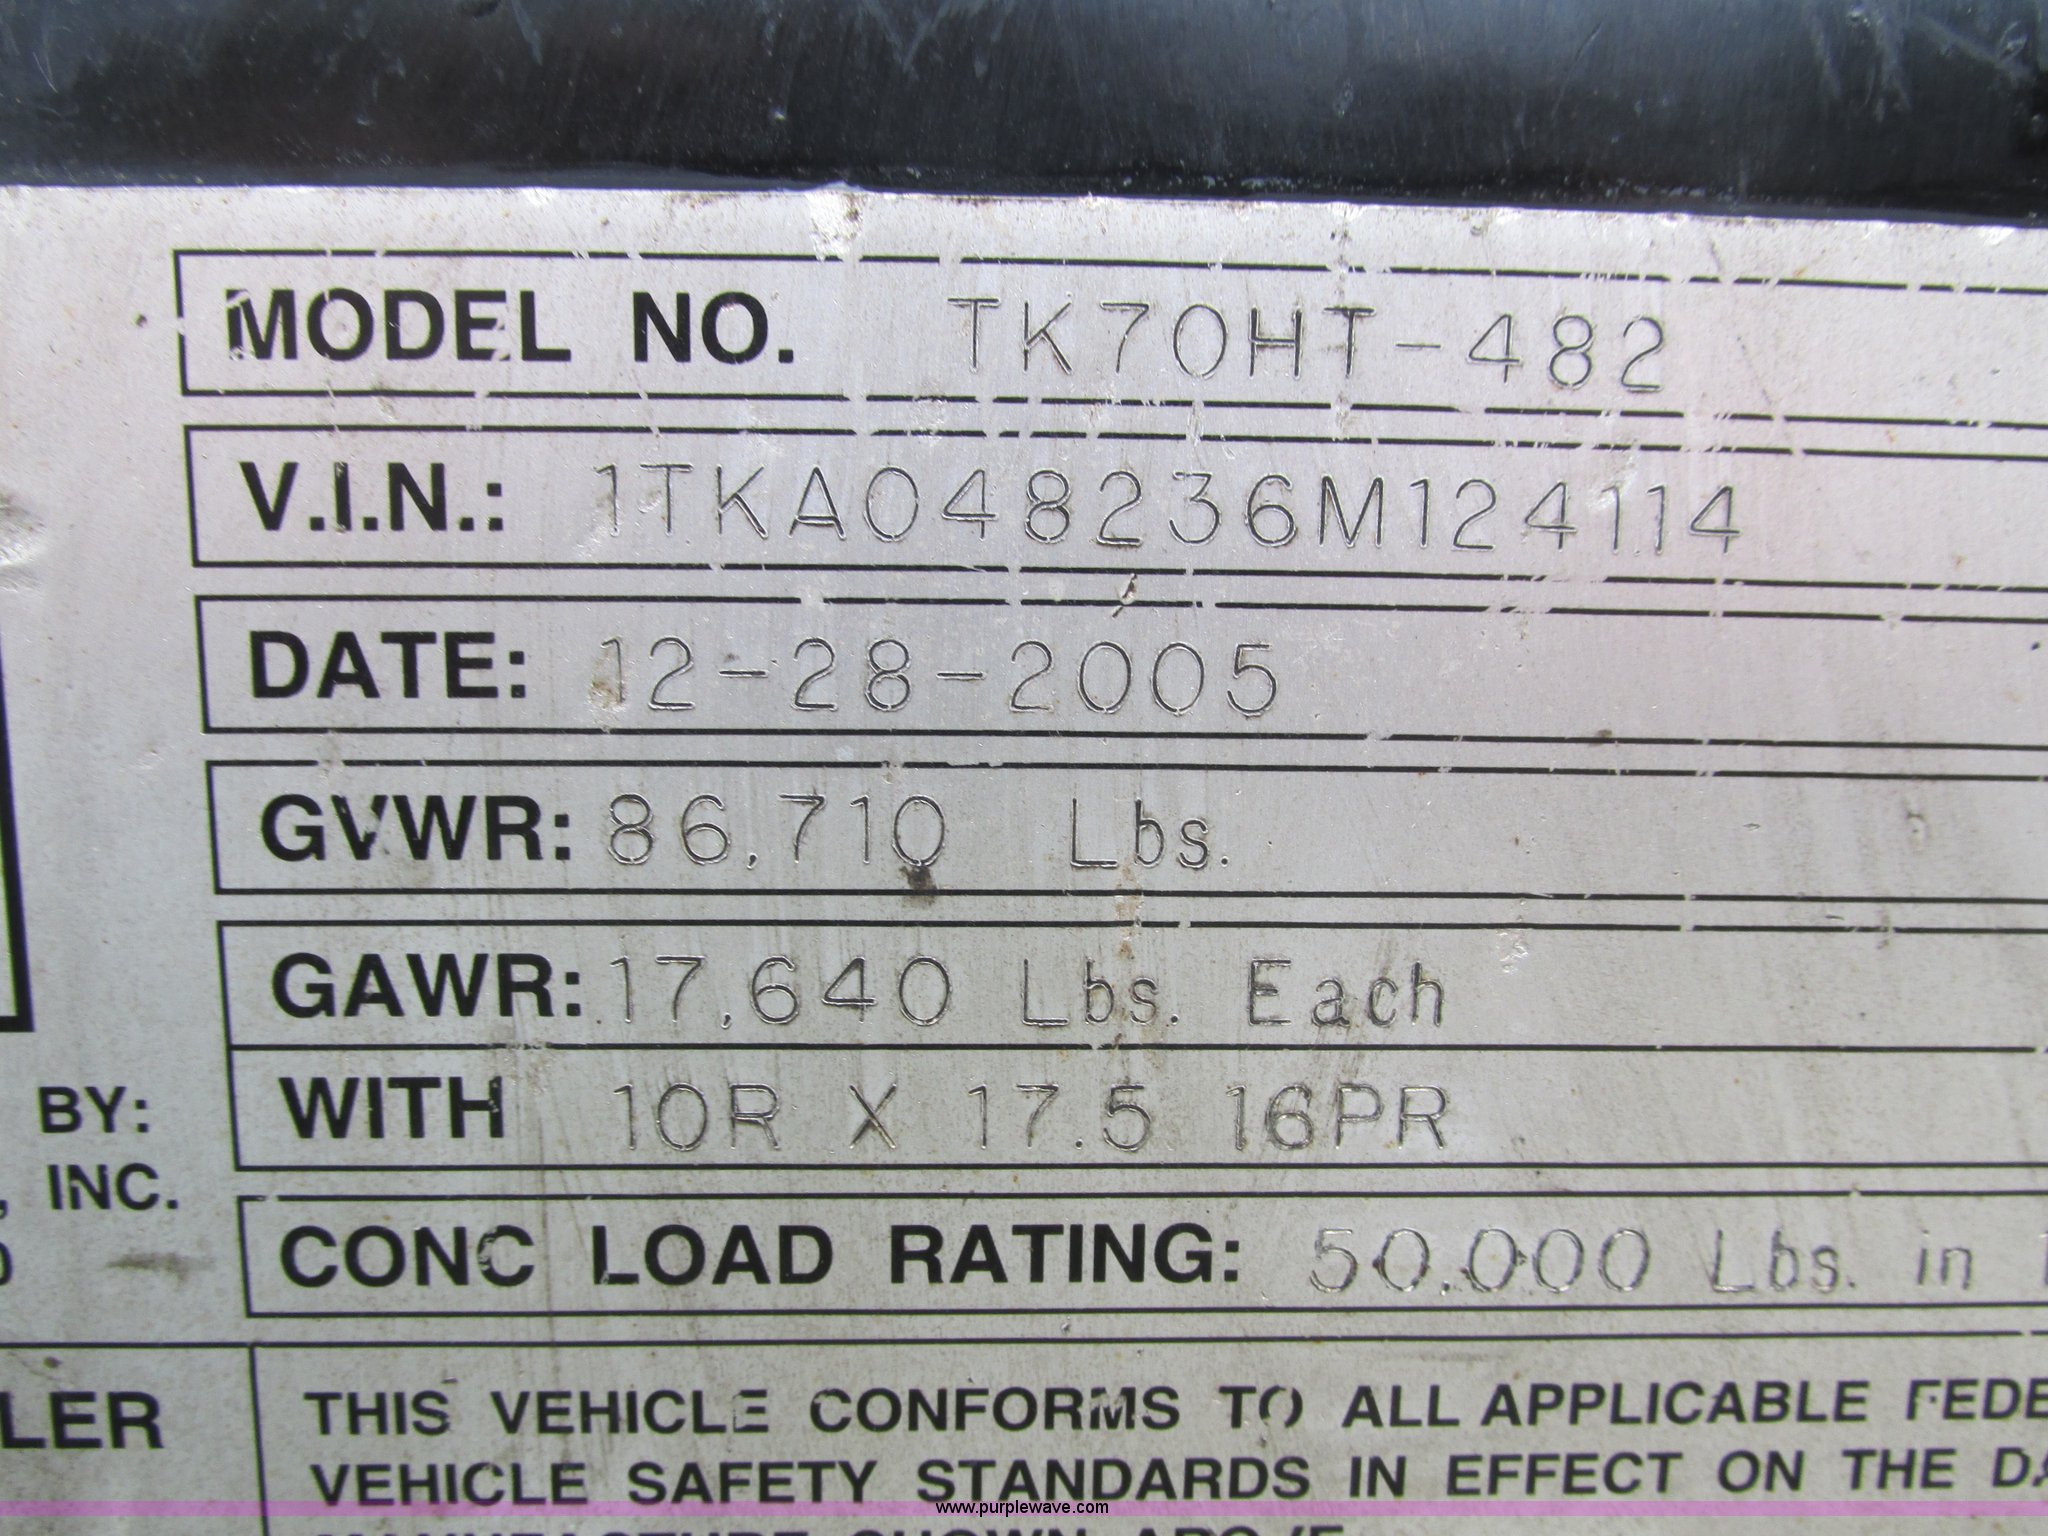 MODEL NO. TK70HT-482
V.I.N.: 1TKA048236M124114
DATE: 12-28-2005
GVWR: 86,710 Lbs.
GAWR: 17,640 Lbs. Each
BY:
WITH 10R X 17.5 16PR
, INC.
CONC LOAD RATING: 50,000 Lbs. in
LER
THIS VEHICLE CONFORMS TO ALL APPLICABLE FEDE
VEHICLE SAFETY STANDARDS IN EFFECT ON THE DA
www.purplewave.com